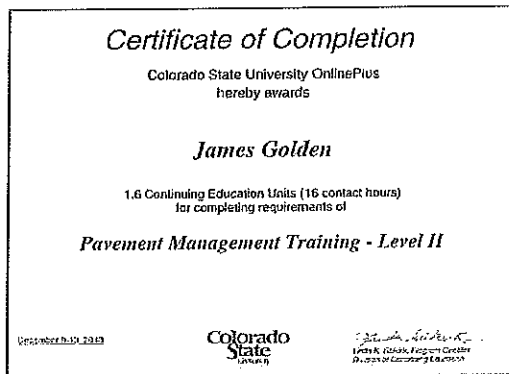 Certificate of Completion
Colorado State University OnlinePlus
hereby awards
James Golden
1.6 Continuing Education Units (16 contact hours)
for completing requirements of
Pavement Management Training - Level II
Colorado
State
University